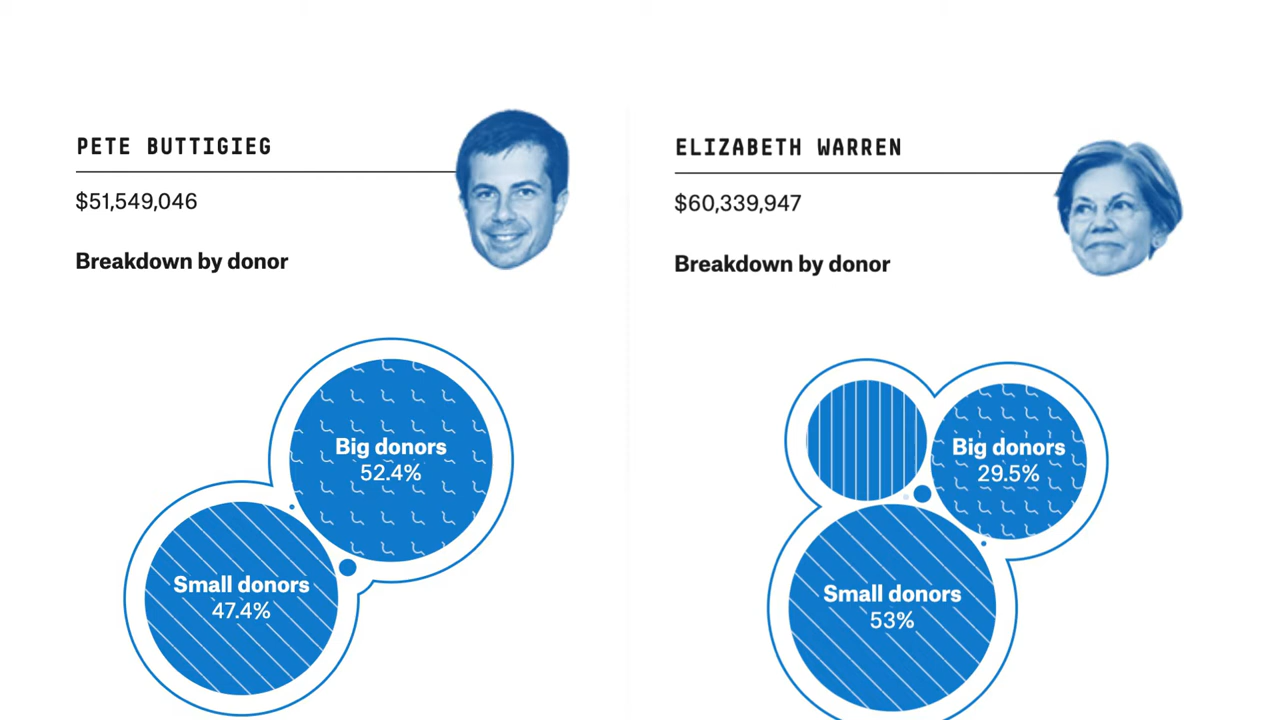 PETE BUTTIGIEG
$51,549,046
Breakdown by donor
Big donors
52.4%
Small donors
47.4%
ELIZABETH WARREN
$60,339,947
Breakdown by donor
Big donors
29.5%
Small donors
53%